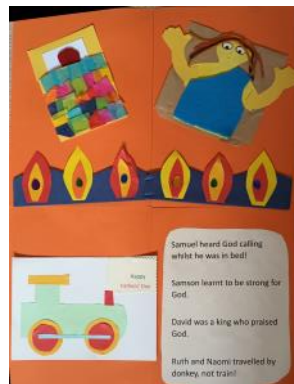 Happy
Father's Day
Samuel heard God calling
whilst he was in bed!
Samson learnt to be strong for
God.
David was a king who praised
God.
Ruth and Naomi travelled by
donkey, not train!